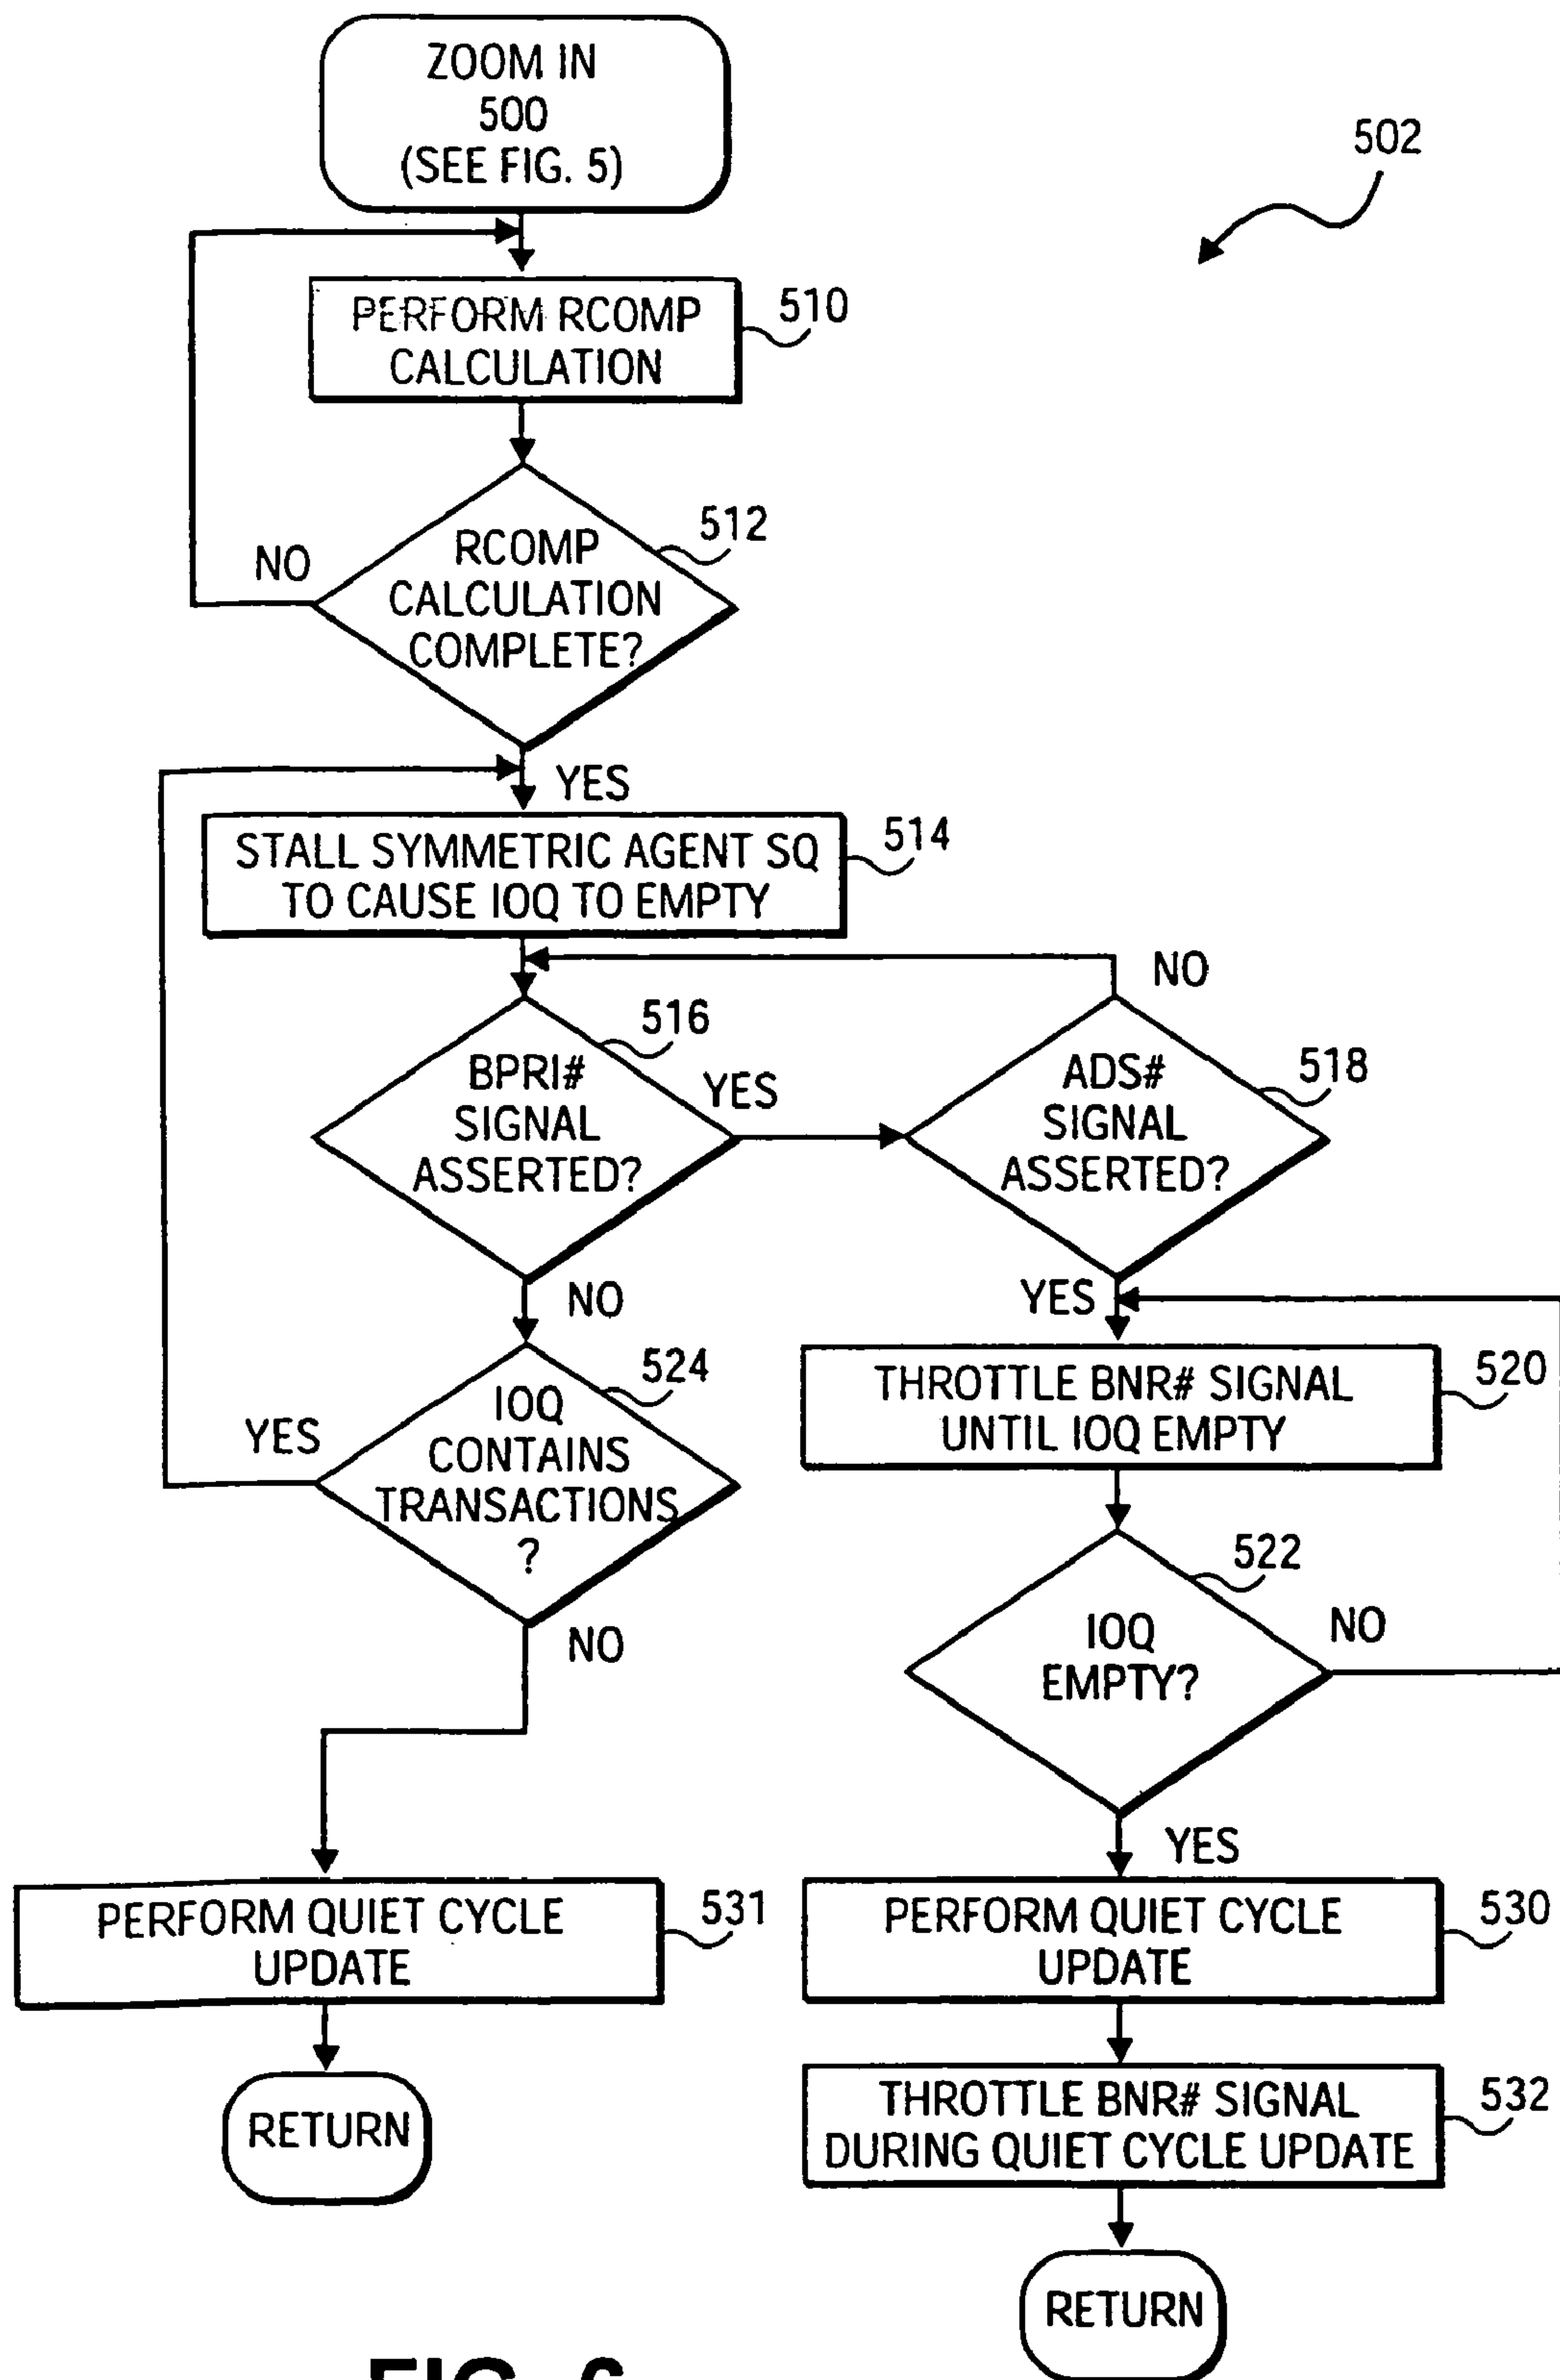 ZOOM IN
500
(SEE FIG. 5)
502
PERFORM RCOMP
CALCULATION
510
RCOMP
CALCULATION
COMPLETE?
512
NO
YES
STALL SYMMETRIC AGENT SQ
TO CAUSE IOQ TO EMPTY
514
BPRI#
SIGNAL
ASSERTED?
516
YES
NO
ADS#
SIGNAL
ASSERTED?
518
NO
YES
IOQ
CONTAINS
TRANSACTIONS
?
524
YES
NO
THROTTLE BNR# SIGNAL
UNTIL IOQ EMPTY
520
IOQ
EMPTY?
522
NO
YES
PERFORM QUIET CYCLE
UPDATE
531
RETURN
PERFORM QUIET CYCLE
UPDATE
530
THROTTLE BNR# SIGNAL
DURING QUIET CYCLE UPDATE
532
RETURN
FIG. 6